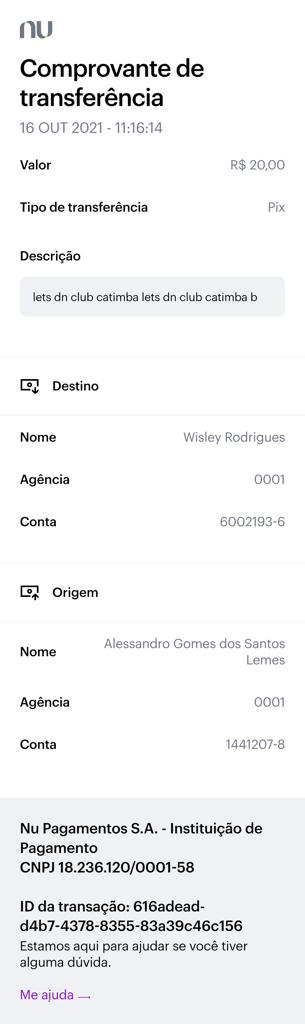 nu
Comprovante de
transferência
16 OUT 2021 - 11:16:14
Valor R$ 20,00
Tipo de transferência Pix
Descrição
lets dn club catimba lets dn club catimba b
Destino
Nome Wisley Rodrigues
Agência 0001
Conta 6002193-6
Origem
Nome Alessandro Gomes dos Santos
Lemes
Agência 0001
Conta 1441207-8
Nu Pagamentos S.A. - Instituição de
Pagamento
CNPJ 18.236.120/0001-58
ID da transação: 616adead-
d4b7-4378-8355-83a39c46c156
Estamos aqui para ajudar se você tiver
alguma dúvida.
Me ajuda →